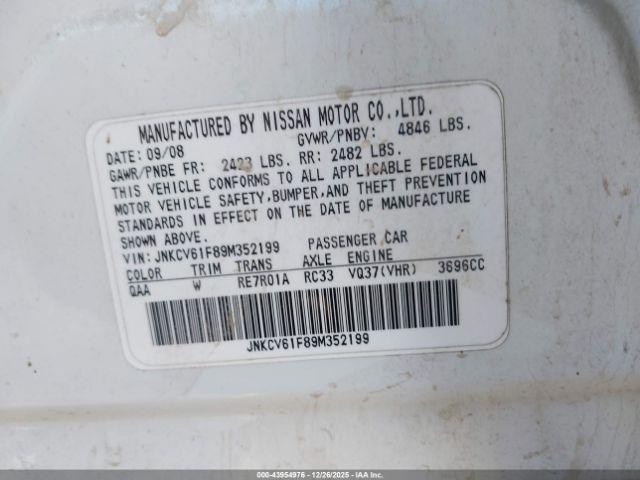 MANUFACTURED BY NISSAN MOTOR CO.,LTD.
DATE: 09/08 GVWR/PNBV: 4846 LBS.
GAWR/PNBE FR: 2423 LBS. RR: 2482 LBS.
THIS VEHICLE CONFORMS TO ALL APPLICABLE FEDERAL
MOTOR VEHICLE SAFETY,BUMPER,AND THEFT PREVENTION
STANDARDS IN EFFECT ON THE DATE OF MANUFACTURE
SHOWN ABOVE.
VIN: JNKCV61F89M352199 PASSENGER CAR
COLOR TRIM TRANS AXLE ENGINE
QAA W RE7R01A RC33 VQ37(VHR) 3696CC
JNKCV61F89M352199
000-43954976 - 12/26/2025 - IAAI.COM